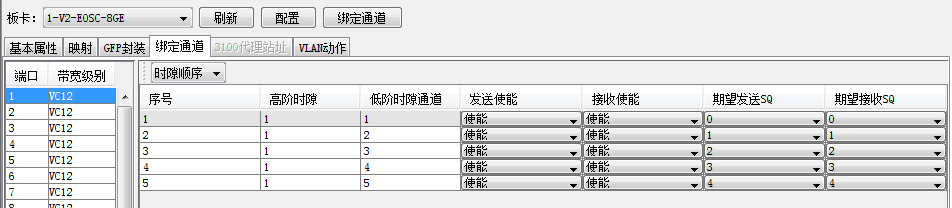 板卡： 1-V2-EOSC-8GE 刷新 配置 绑定通道
基本属性 映射 GFP封装 绑定通道 3100代理站址 VLAN动作
端口 带宽级别
1 VC12
2 VC12
3 VC12
4 VC12
5 VC12
6 VC12
7 VC12
8 VC12
时隙顺序
序号 高阶时隙 低阶时隙通道 发送使能 接收使能 期望发送SQ 期望接收SQ
1 1 1 使能 使能 0 0
2 1 2 使能 使能 1 1
3 1 3 使能 使能 2 2
4 1 4 使能 使能 3 3
5 1 5 使能 使能 4 4